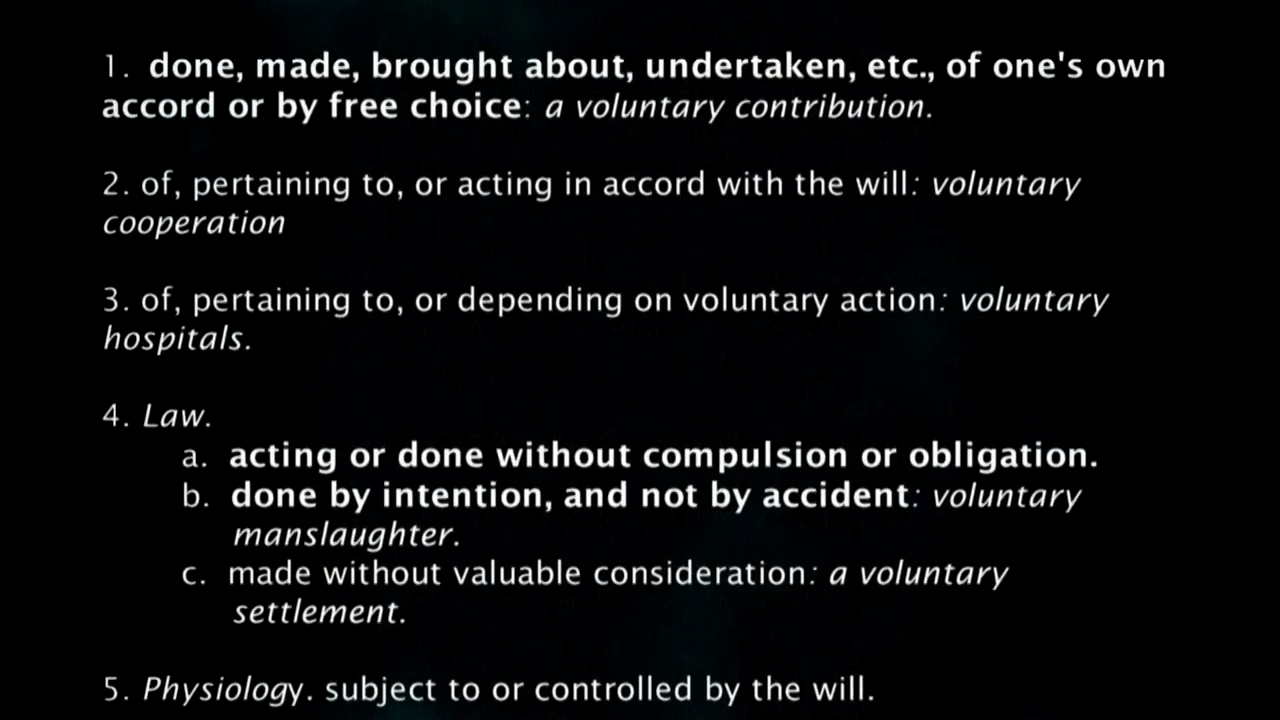 1. done, made, brought about, undertaken, etc., of one's own
accord or by free choice: a voluntary contribution.
2. of, pertaining to, or acting in accord with the will: voluntary
cooperation
3. of, pertaining to, or depending on voluntary action: voluntary
hospitals.
4. Law.
a. acting or done without compulsion or obligation.
b. done by intention, and not by accident: voluntary
manslaughter.
c. made without valuable consideration: a voluntary
settlement.
5. Physiology. subject to or controlled by the will.